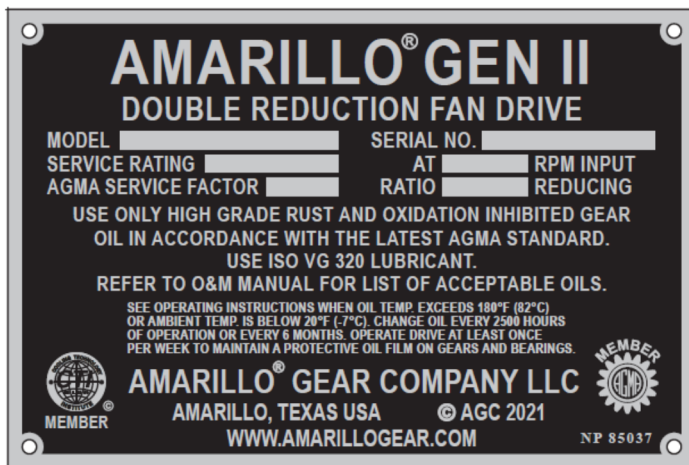 AMARILLO® GEN II
DOUBLE REDUCTION FAN DRIVE
MODEL SERIAL NO.
SERVICE RATING AT RPM INPUT
AGMA SERVICE FACTOR RATIO REDUCING
USE ONLY HIGH GRADE RUST AND OXIDATION INHIBITED GEAR
OIL IN ACCORDANCE WITH THE LATEST AGMA STANDARD.
USE ISO VG 320 LUBRICANT.
REFER TO O&M MANUAL FOR LIST OF ACCEPTABLE OILS.
SEE OPERATING INSTRUCTIONS WHEN OIL TEMP. EXCEEDS 180°F (82°C)
OR AMBIENT TEMP. IS BELOW 20°F (-7°C). CHANGE OIL EVERY 2500 HOURS
OF OPERATION OR EVERY 6 MONTHS. OPERATE DRIVE AT LEAST ONCE
PER WEEK TO MAINTAIN A PROTECTIVE OIL FILM ON GEARS AND BEARINGS.
COOLING TECHNOLOGY
INSTITUTE ©
MEMBER
AMARILLO® GEAR COMPANY LLC
AMARILLO, TEXAS USA © AGC 2021
WWW.AMARILLOGEAR.COM
MEMBER
AGMA
NP 85037